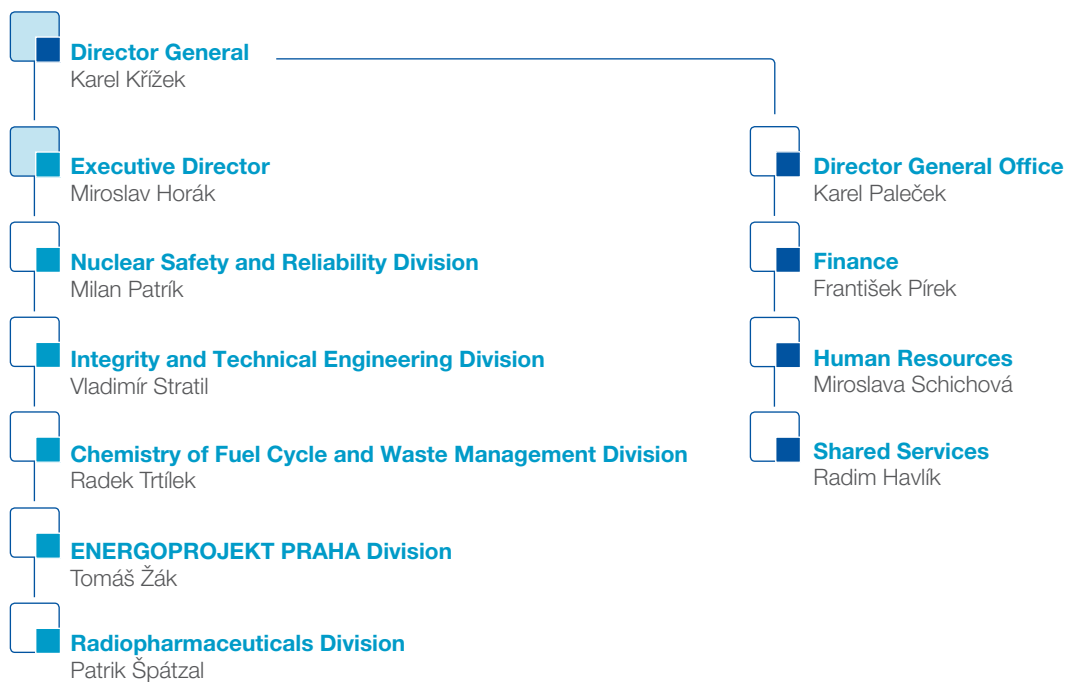 Director General
Karel Křížek
Executive Director
Miroslav Horák
Nuclear Safety and Reliability Division
Milan Patrík
Integrity and Technical Engineering Division
Vladimír Stratil
Chemistry of Fuel Cycle and Waste Management Division
Radek Trtílek
ENERGOPROJEKT PRAHA Division
Tomáš Žák
Radiopharmaceuticals Division
Patrik Špátzal
Director General Office
Karel Paleček
Finance
František Pírek
Human Resources
Miroslava Schichová
Shared Services
Radim Havlík